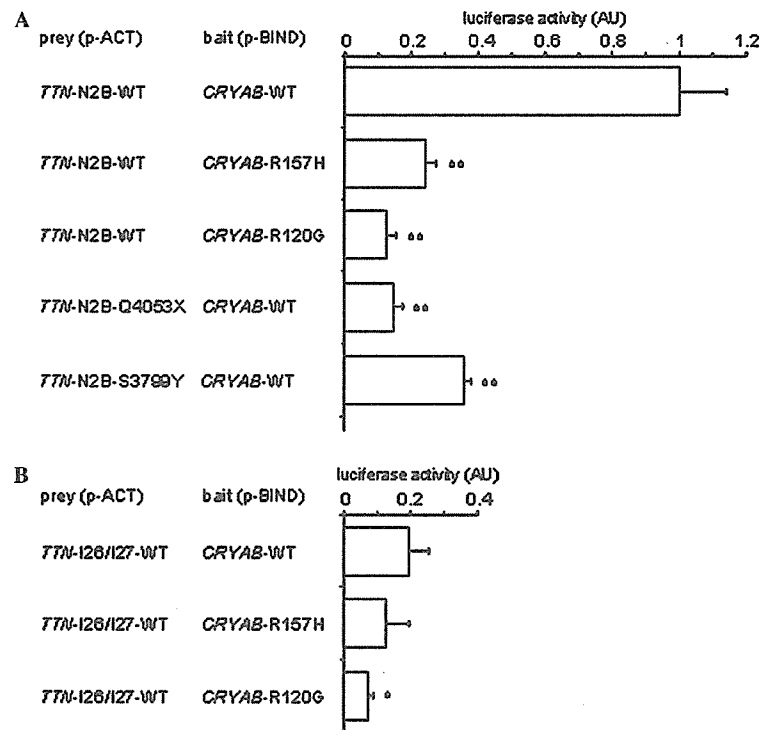 A
luciferase activity (AU)
prey (p-ACT) bait (p-BIND) 0 0.2 0.4 0.6 0.8 1 1.2
TTN-N2B-WT CRYAB-WT
TTN-N2B-WT CRYAB-R157H
TTN-N2B-WT CRYAB-R120G
TTN-N2B-Q4053X CRYAB-WT
TTN-N2B-S3799Y CRYAB-WT
B
luciferase activity (AU)
prey (p-ACT) bait (p-BIND) 0 0.2 0.4
TTN-I26/I27-WT CRYAB-WT
TTN-I26/I27-WT CRYAB-R157H
TTN-I26/I27-WT CRYAB-R120G